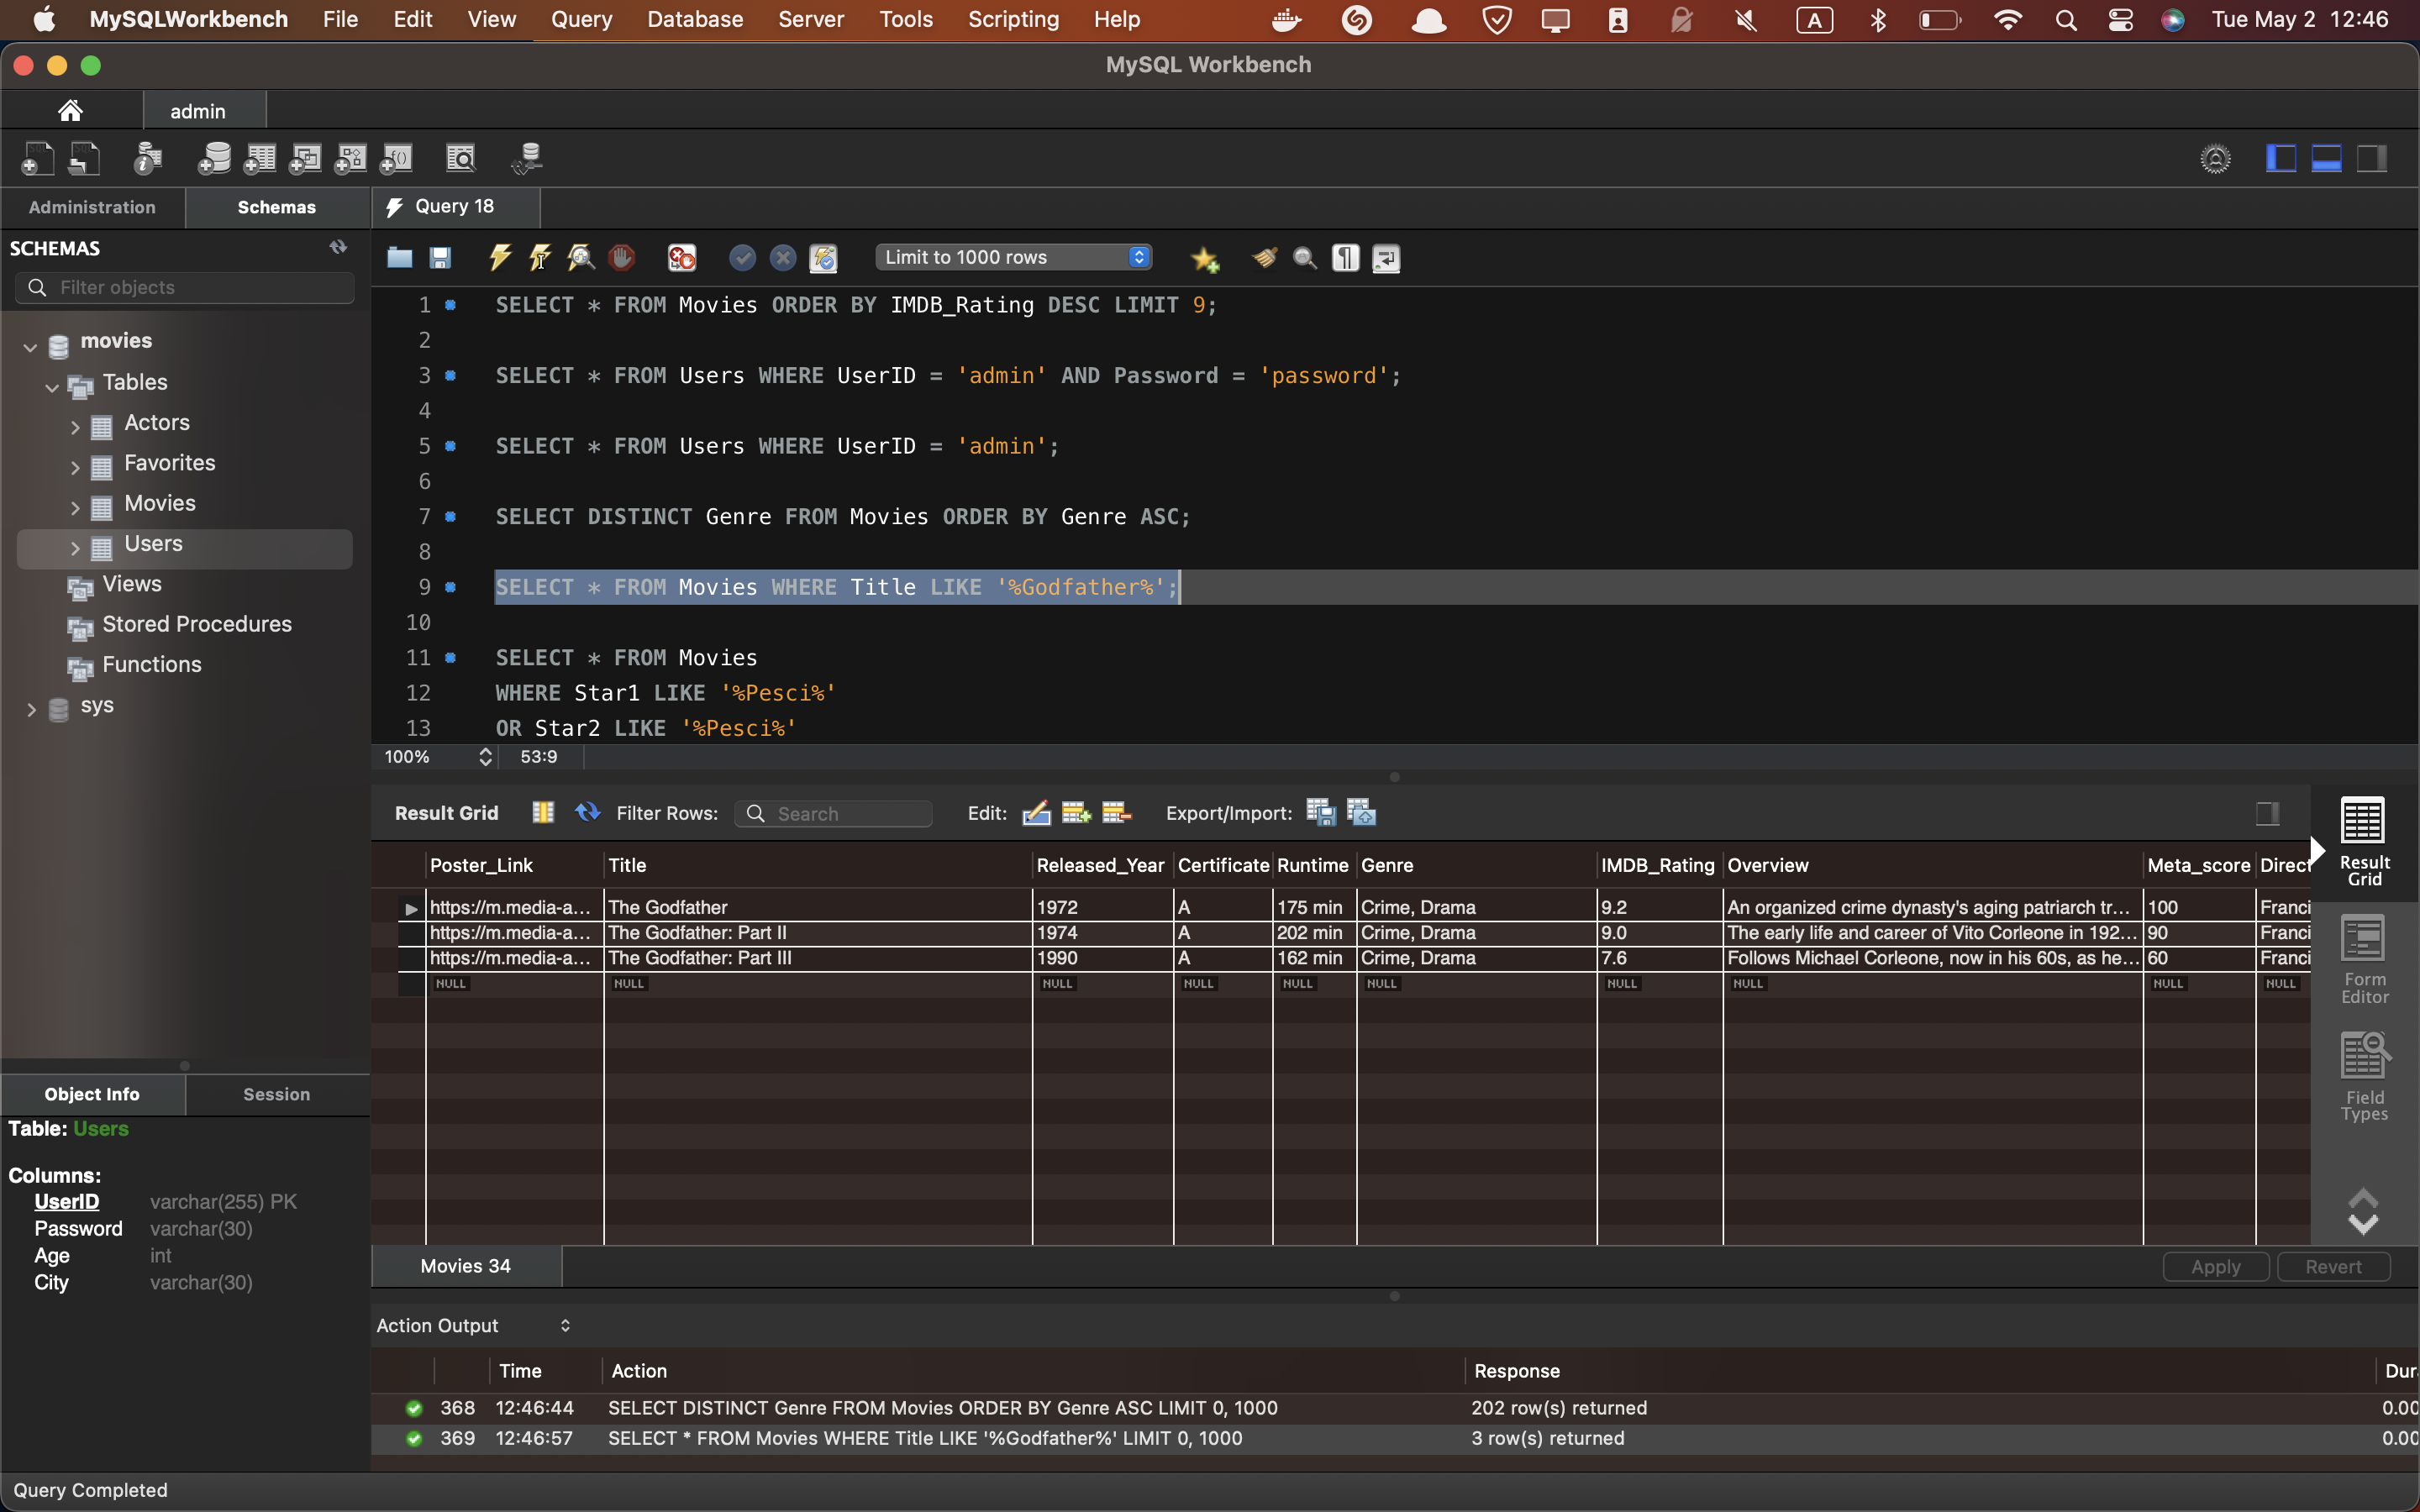 MySQLWorkbench File Edit View Query Database Server Tools Scripting Help A Tue May 2 12:46
MySQL Workbench
admin
Administration Schemas Query 18
SCHEMAS
Filter objects
movies
Tables
Actors
Favorites
Movies
Users
Views
Stored Procedures
Functions
sys
Limit to 1000 rows
1 SELECT * FROM Movies ORDER BY IMDB_Rating DESC LIMIT 9;
2
3 SELECT * FROM Users WHERE UserID = 'admin' AND Password = 'password';
4
5 SELECT * FROM Users WHERE UserID = 'admin';
6
7 SELECT DISTINCT Genre FROM Movies ORDER BY Genre ASC;
8
9 SELECT * FROM Movies WHERE Title LIKE '%Godfather%';
10
11 SELECT * FROM Movies
12 WHERE Star1 LIKE '%Pesci%'
13 OR Star2 LIKE '%Pesci%'
100% 53:9
Result Grid Filter Rows: Search Edit: Export/Import:
Poster_Link Title Released_Year Certificate Runtime Genre IMDB_Rating Overview Meta_score Direct
https://m.media-a... The Godfather 1972 A 175 min Crime, Drama 9.2 An organized crime dynasty's aging patriarch tr... 100 Franci
https://m.media-a... The Godfather: Part II 1974 A 202 min Crime, Drama 9.0 The early life and career of Vito Corleone in 192... 90 Franci
https://m.media-a... The Godfather: Part III 1990 A 162 min Crime, Drama 7.6 Follows Michael Corleone, now in his 60s, as he... 60 Franci
NULL NULL NULL NULL NULL NULL NULL NULL NULL NULL
Result
Grid
Form
Editor
Field
Types
Object Info Session
Table: Users
Columns:
UserID varchar(255) PK
Password varchar(30)
Age int
City varchar(30)
Movies 34 Apply Revert
Action Output
Time Action Response Dur
368 12:46:44 SELECT DISTINCT Genre FROM Movies ORDER BY Genre ASC LIMIT 0, 1000 202 row(s) returned 0.00
369 12:46:57 SELECT * FROM Movies WHERE Title LIKE '%Godfather%' LIMIT 0, 1000 3 row(s) returned 0.00
Query Completed